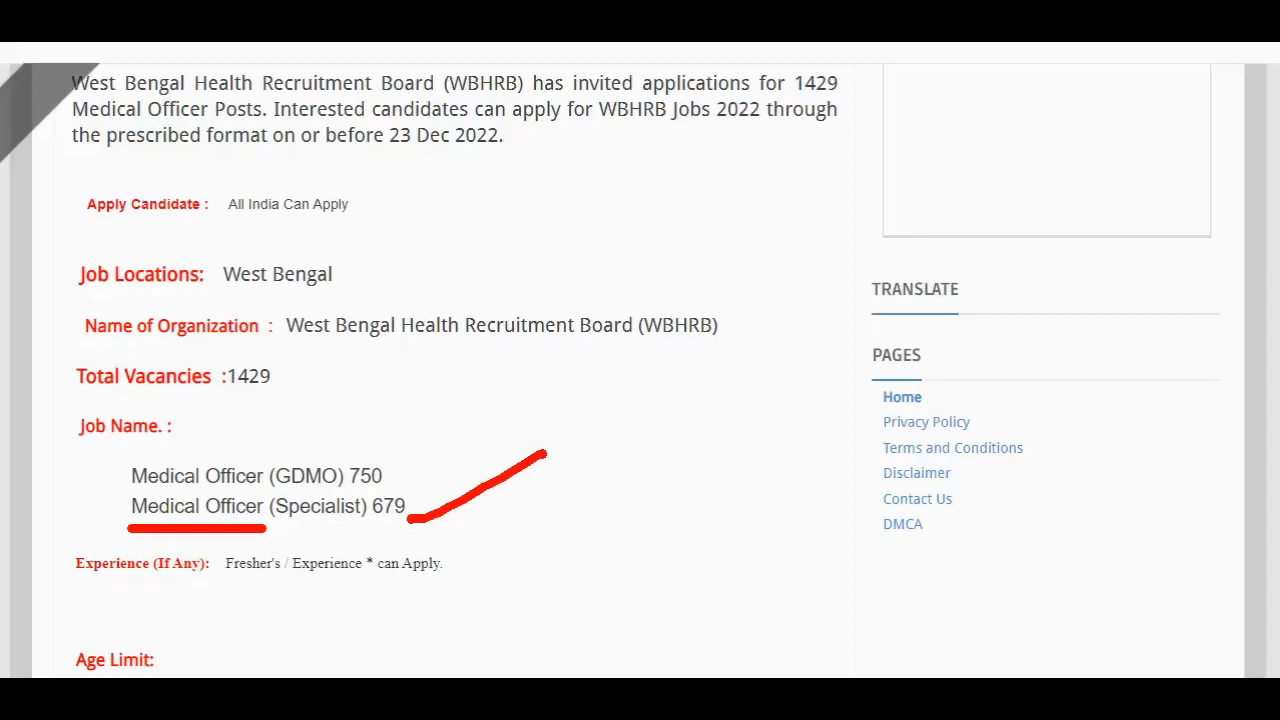 West Bengal Health Recruitment Board (WBHRB) has invited applications for 1429
Medical Officer Posts. Interested candidates can apply for WBHRB Jobs 2022 through
the prescribed format on or before 23 Dec 2022.
Apply Candidate : All India Can Apply
Job Locations: West Bengal
Name of Organization : West Bengal Health Recruitment Board (WBHRB)
Total Vacancies :1429
Job Name. :
Medical Officer (GDMO) 750
Medical Officer (Specialist) 679
Experience (If Any): Fresher's / Experience * can Apply.
Age Limit:
TRANSLATE
PAGES
Home
Privacy Policy
Terms and Conditions
Disclaimer
Contact Us
DMCA